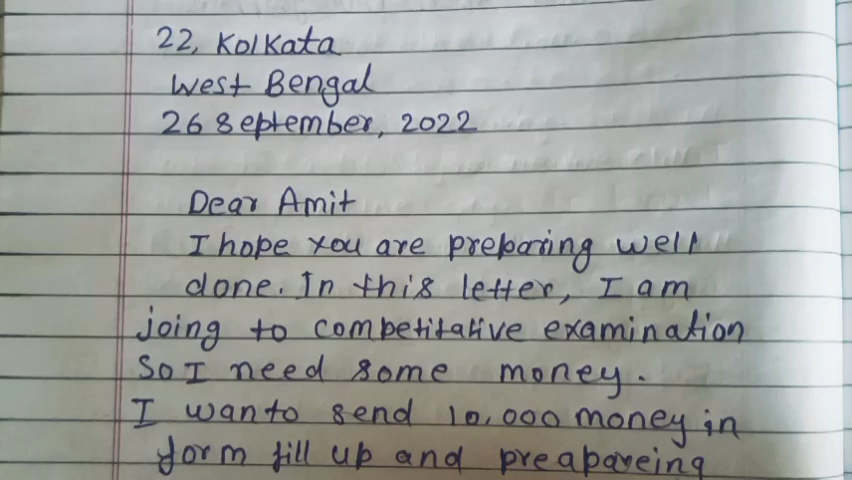 22, Kolkata
West Bengal
26 September, 2022
Dear Amit
I hope you are preparing well
done. In this letter, I am
joing to competitative examination
So I need some money.
I wanto send 10,000 money in
form fill up and preapareing